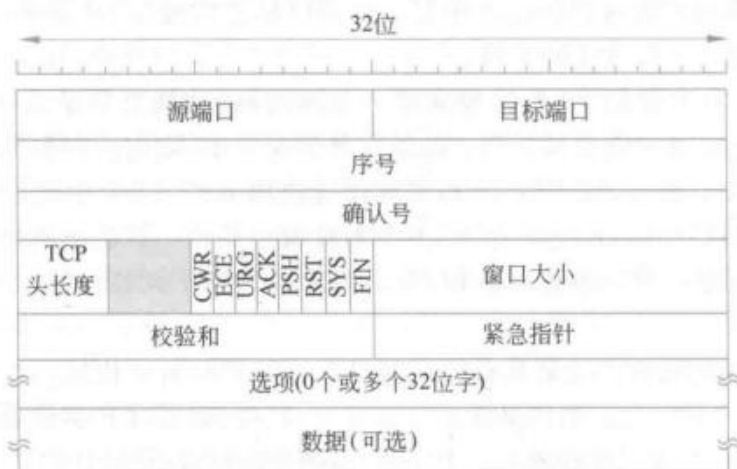 32位
源端口 目标端口
序号
确认号
TCP
头长度
CWR
ECE
URG
ACK
PSH
RST
SYS
FIN
窗口大小
校验和 紧急指针
选项(0个或多个32位字)
数据(可选)